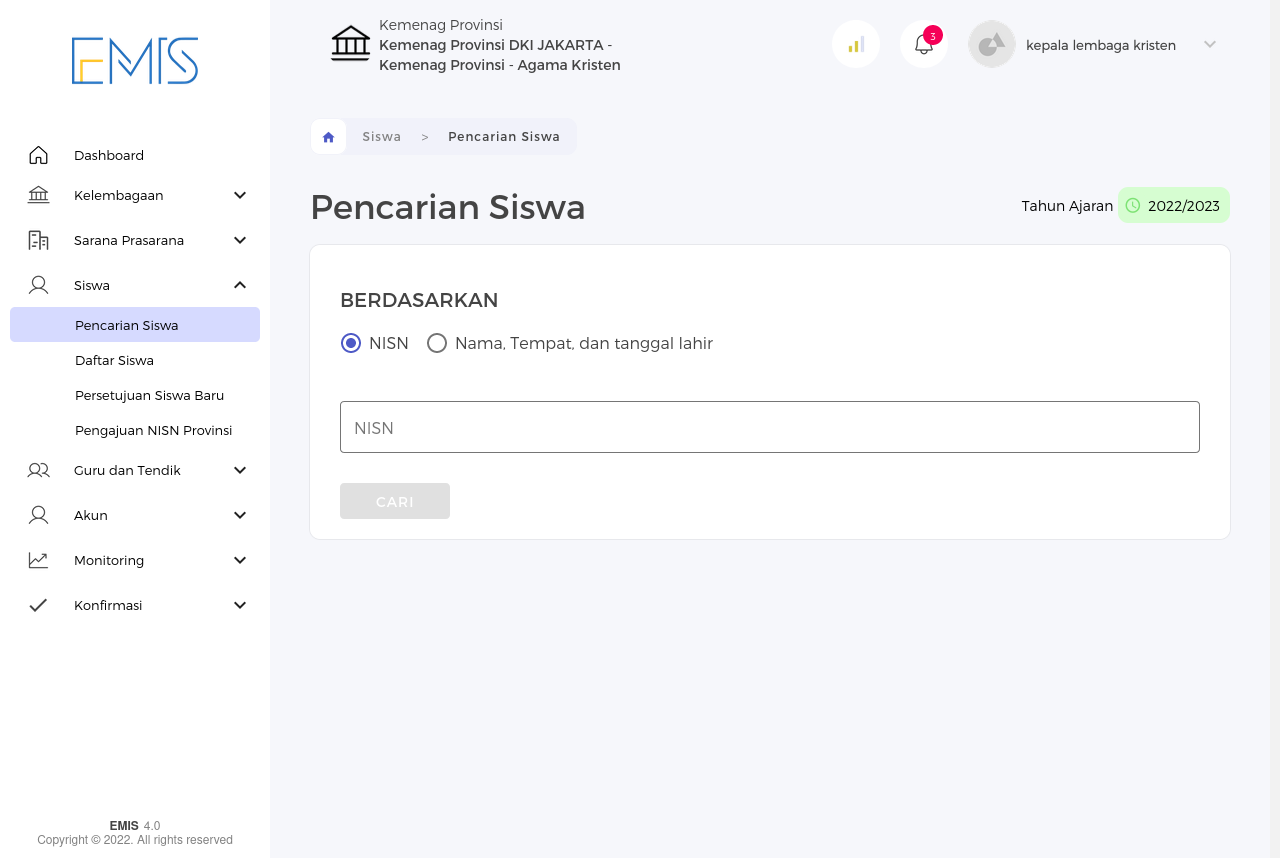 EMIS
Kemenag Provinsi
Kemenag Provinsi DKI JAKARTA -
Kemenag Provinsi - Agama Kristen
3
kepala lembaga kristen
Dashboard
Kelembagaan
Sarana Prasarana
Siswa
Pencarian Siswa
Daftar Siswa
Persetujuan Siswa Baru
Pengajuan NISN Provinsi
Guru dan Tendik
Akun
Monitoring
Konfirmasi
EMIS 4.0
Copyright © 2022. All rights reserved
Siswa > Pencarian Siswa
Pencarian Siswa
Tahun Ajaran 2022/2023
BERDASARKAN
NISN Nama, Tempat, dan tanggal lahir
NISN
CARI